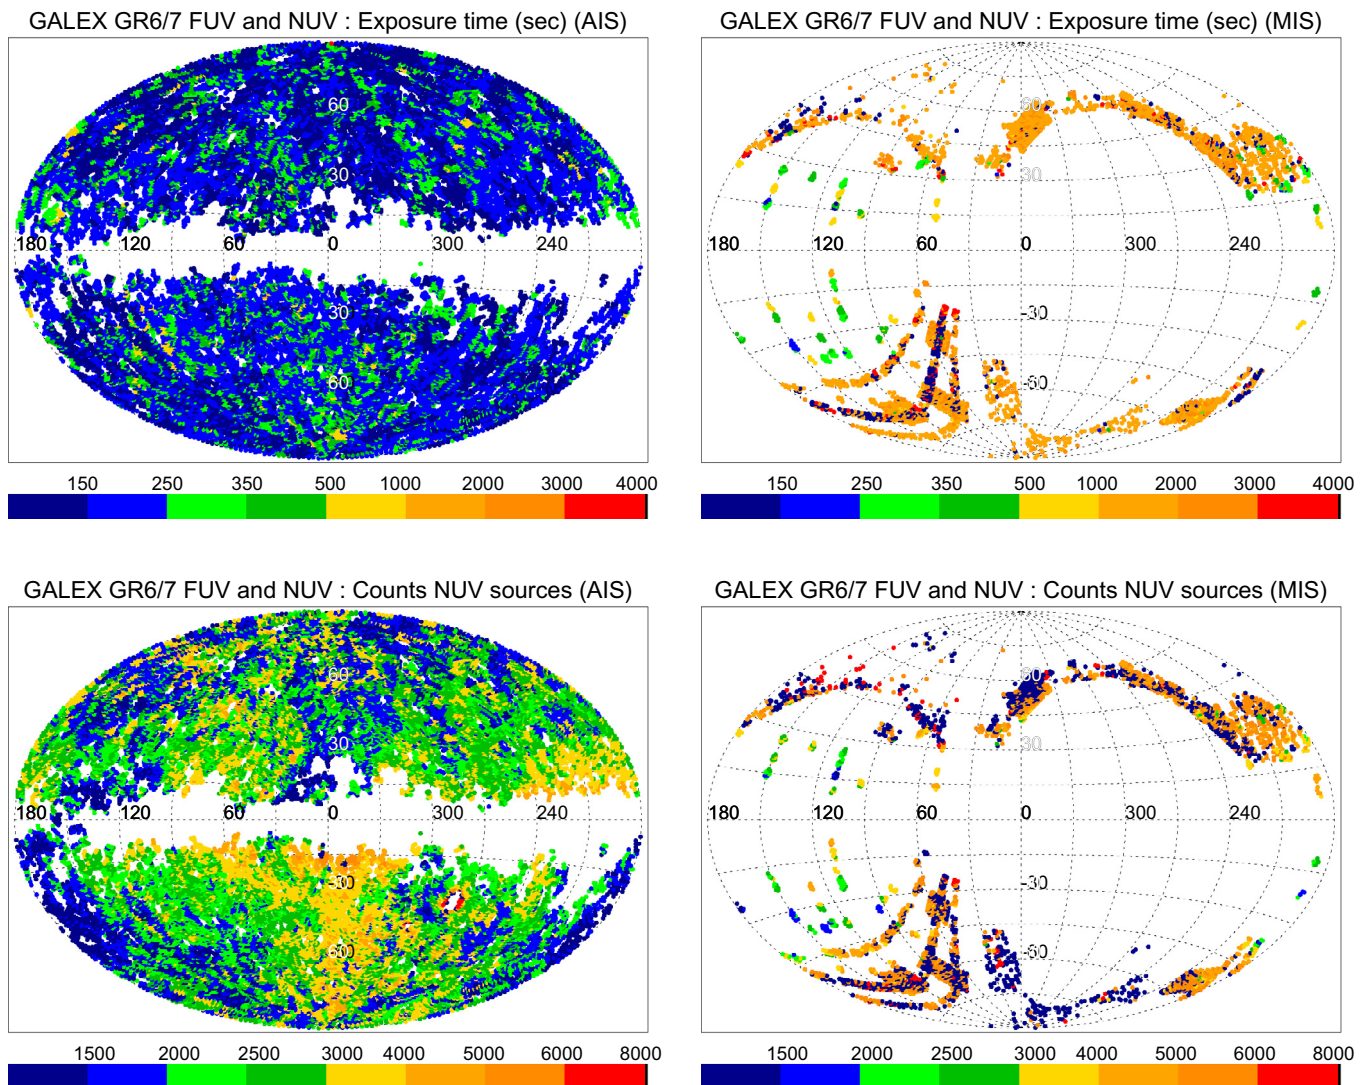 GALEX GR6/7 FUV and NUV : Exposure time (sec) (AIS)
60
30
180 120 60 0 300 240
-30
-60
150 250 350 500 1000 2000 3000 4000
GALEX GR6/7 FUV and NUV : Exposure time (sec) (MIS)
60
30
180 120 60 0 300 240
-30
-60
150 250 350 500 1000 2000 3000 4000
GALEX GR6/7 FUV and NUV : Counts NUV sources (AIS)
60
30
180 120 60 0 300 240
-30
-60
1500 2000 2500 3000 4000 5000 6000 8000
GALEX GR6/7 FUV and NUV : Counts NUV sources (MIS)
60
30
180 120 60 0 300 240
-30
-60
1500 2000 2500 3000 4000 5000 6000 8000